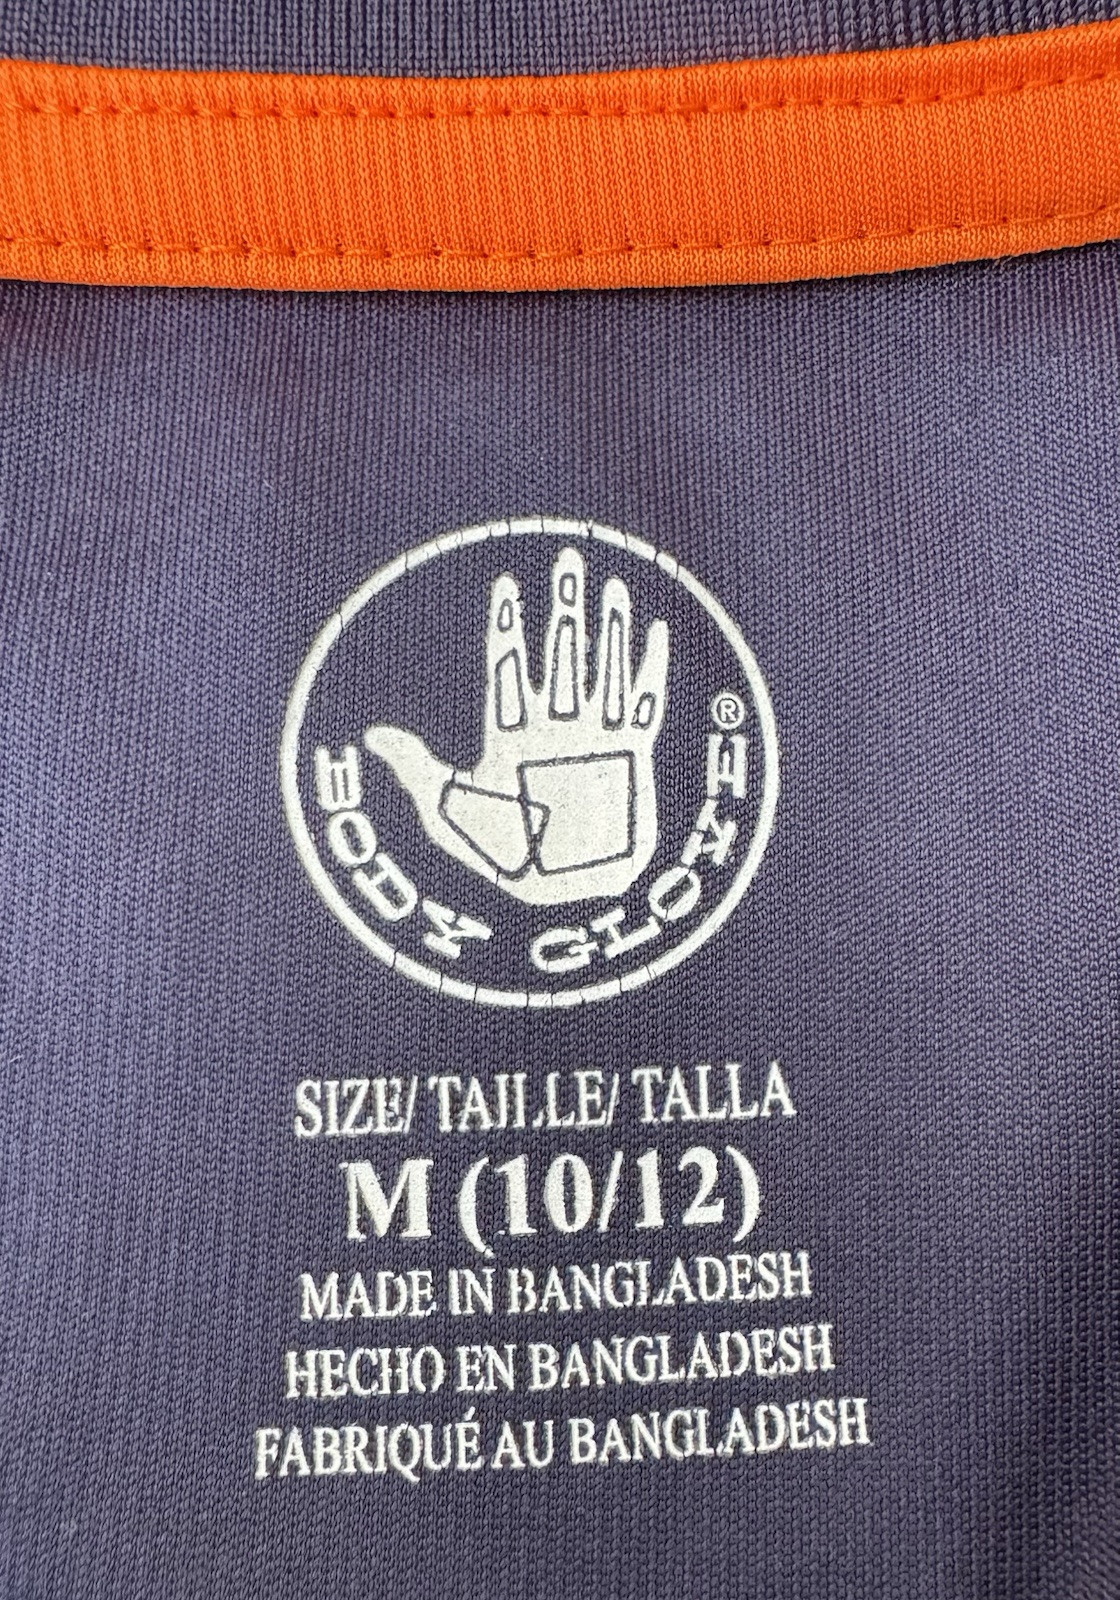 BODY GLOVE®
SIZE/ TAILLE/ TALLA
M (10/12)
MADE IN BANGLADESH
HECHO EN BANGLADESH
FABRIQUÉ AU BANGLADESH